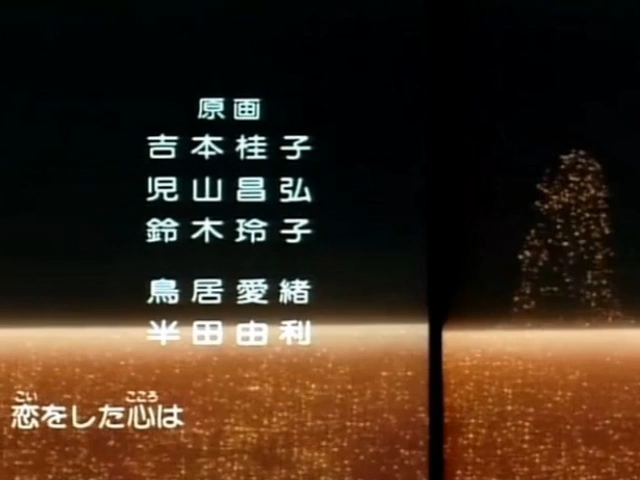 原画
吉本桂子
児山昌弘
鈴木玲子
鳥居愛緒
半田由利
恋をした心は
こい
こころ